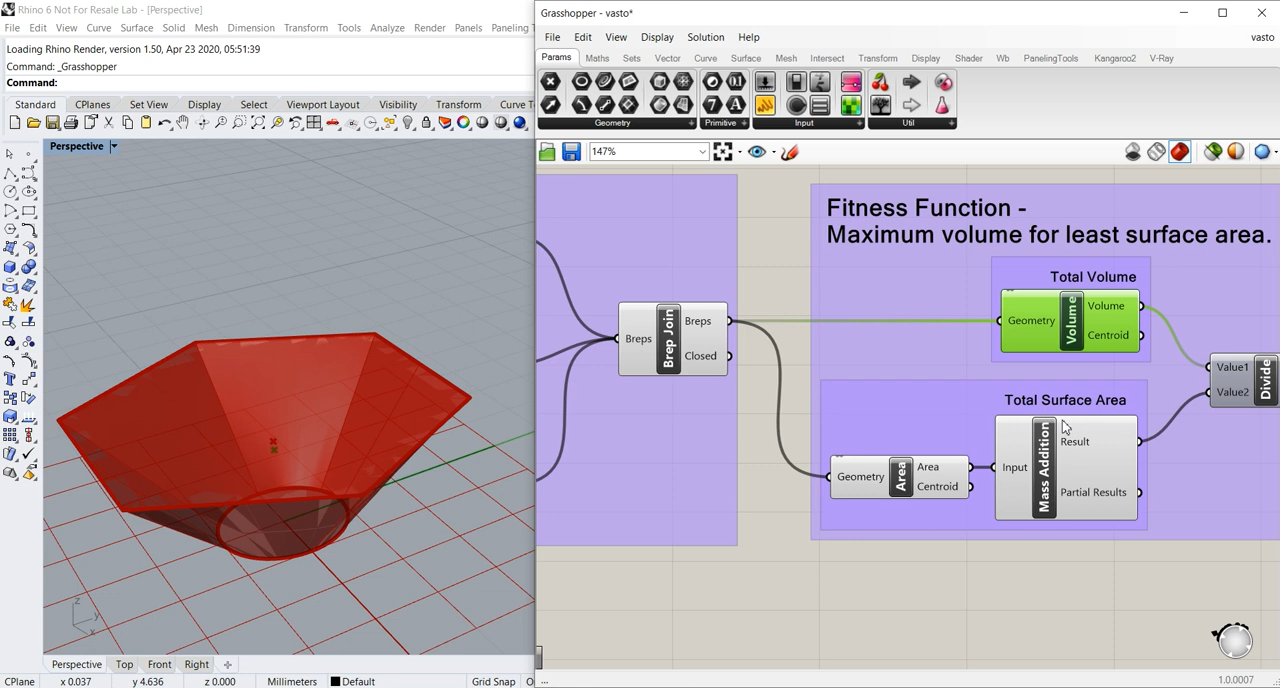 Rhino 6 Not For Resale Lab - [Perspective]
File Edit View Curve Surface Solid Mesh Dimension Transform Tools Analyze Render Panels Paneling
Loading Rhino Render, version 1.50, Apr 23 2020, 05:51:39
Command: _Grasshopper
Command:
Standard CPlanes Set View Display Select Viewport Layout Visibility Transform Curve T
Perspective
z
y
x
Perspective Top Front Right
CPlane x 0.037 y 4.636 z 0.000 Millimeters Default Grid Snap O
Grasshopper - vasto*
File Edit View Display Solution Help vasto
Params Maths Sets Vector Curve Surface Mesh Intersect Transform Display Shader Wb PanelingTools Kangaroo2 V-Ray
Geometry Primitive Input Util
147%
Fitness Function -
Maximum volume for least surface area.
Total Volume
Geometry Volume Volume Centroid
Breps Brep Join Breps Closed
Value1 Value2 Divide
Total Surface Area
Input Mass Addition Result Partial Results
Geometry Area Area Centroid
1.0.0007